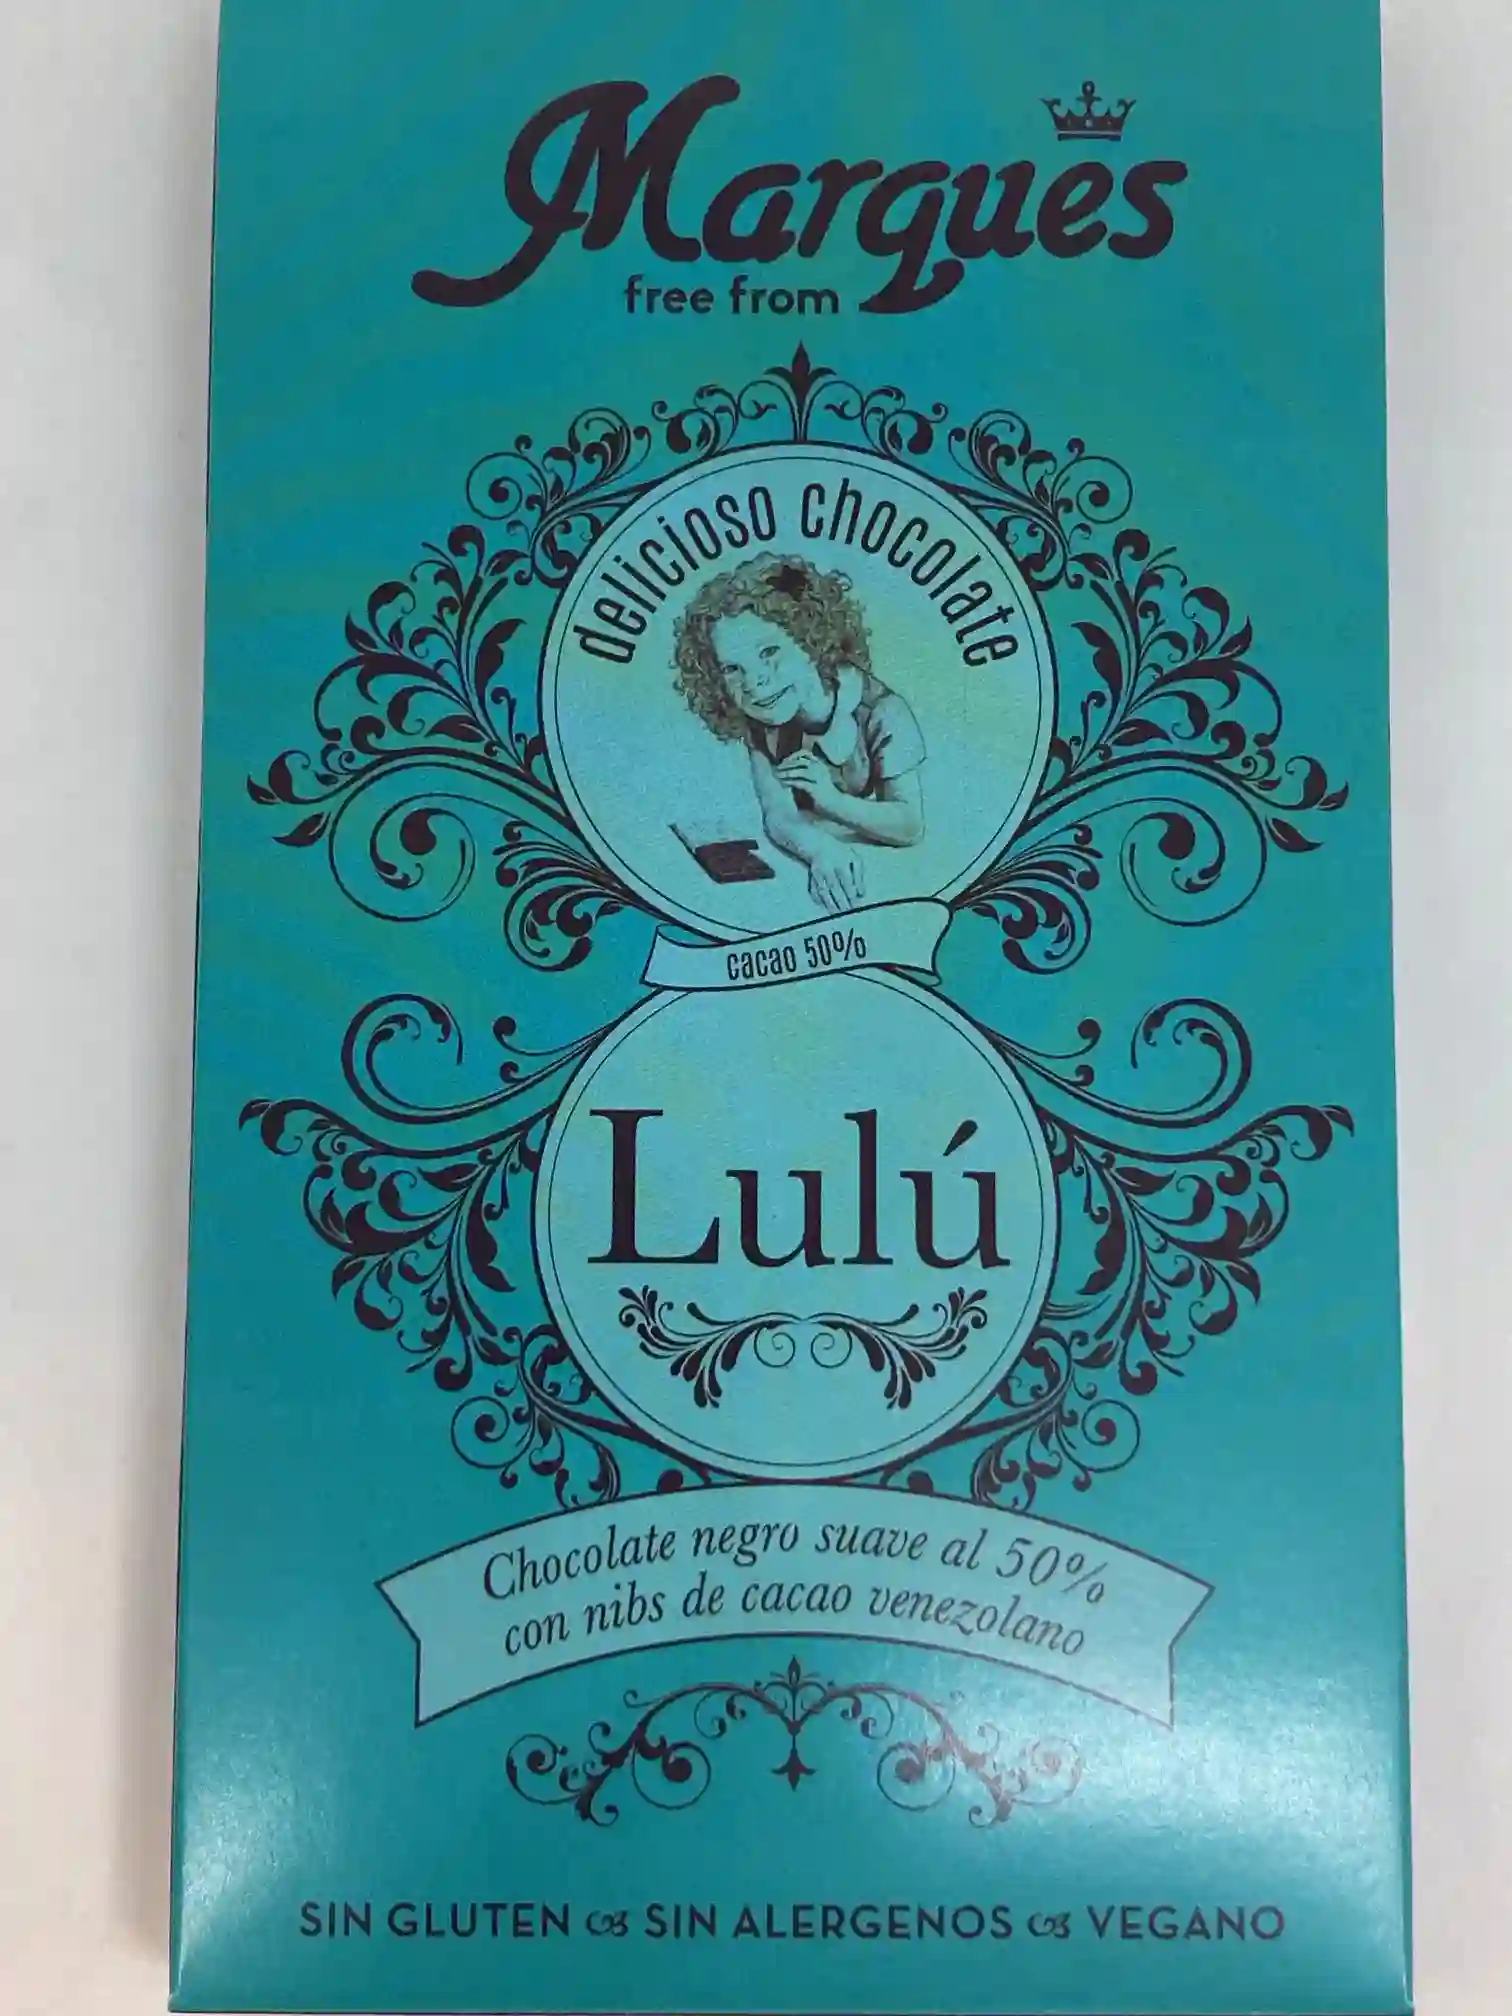 Marqués
free from
delicioso chocolate
cacao 50%
Lulú
Chocolate negro suave al 50%
con nibs de cacao venezolano
SIN GLUTEN SIN ALERGENOS VEGANO